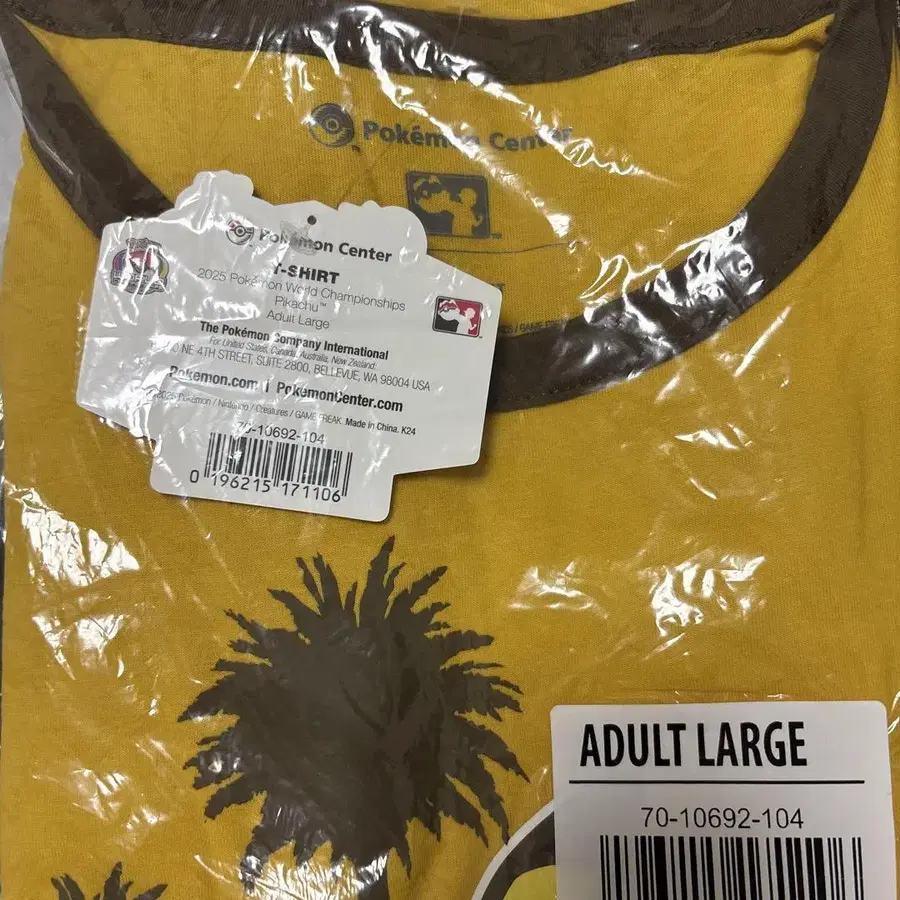 Pokémon Center
Pokémon Center
T-SHIRT
2025 Pokémon World Championships
Pikachu™
Adult Large
The Pokémon Company International
For United States, Canada, Australia, New Zealand:
NE 4TH STREET, SUITE 2800, BELLEVUE, WA 98004 USA
Pokemon.com | PokemonCenter.com
©2025 Pokémon / Nintendo / Creatures / GAME FREAK. Made in China. K24
70-10692-104
0 196215 171106
/ GAME
ADULT LARGE
70-10692-104